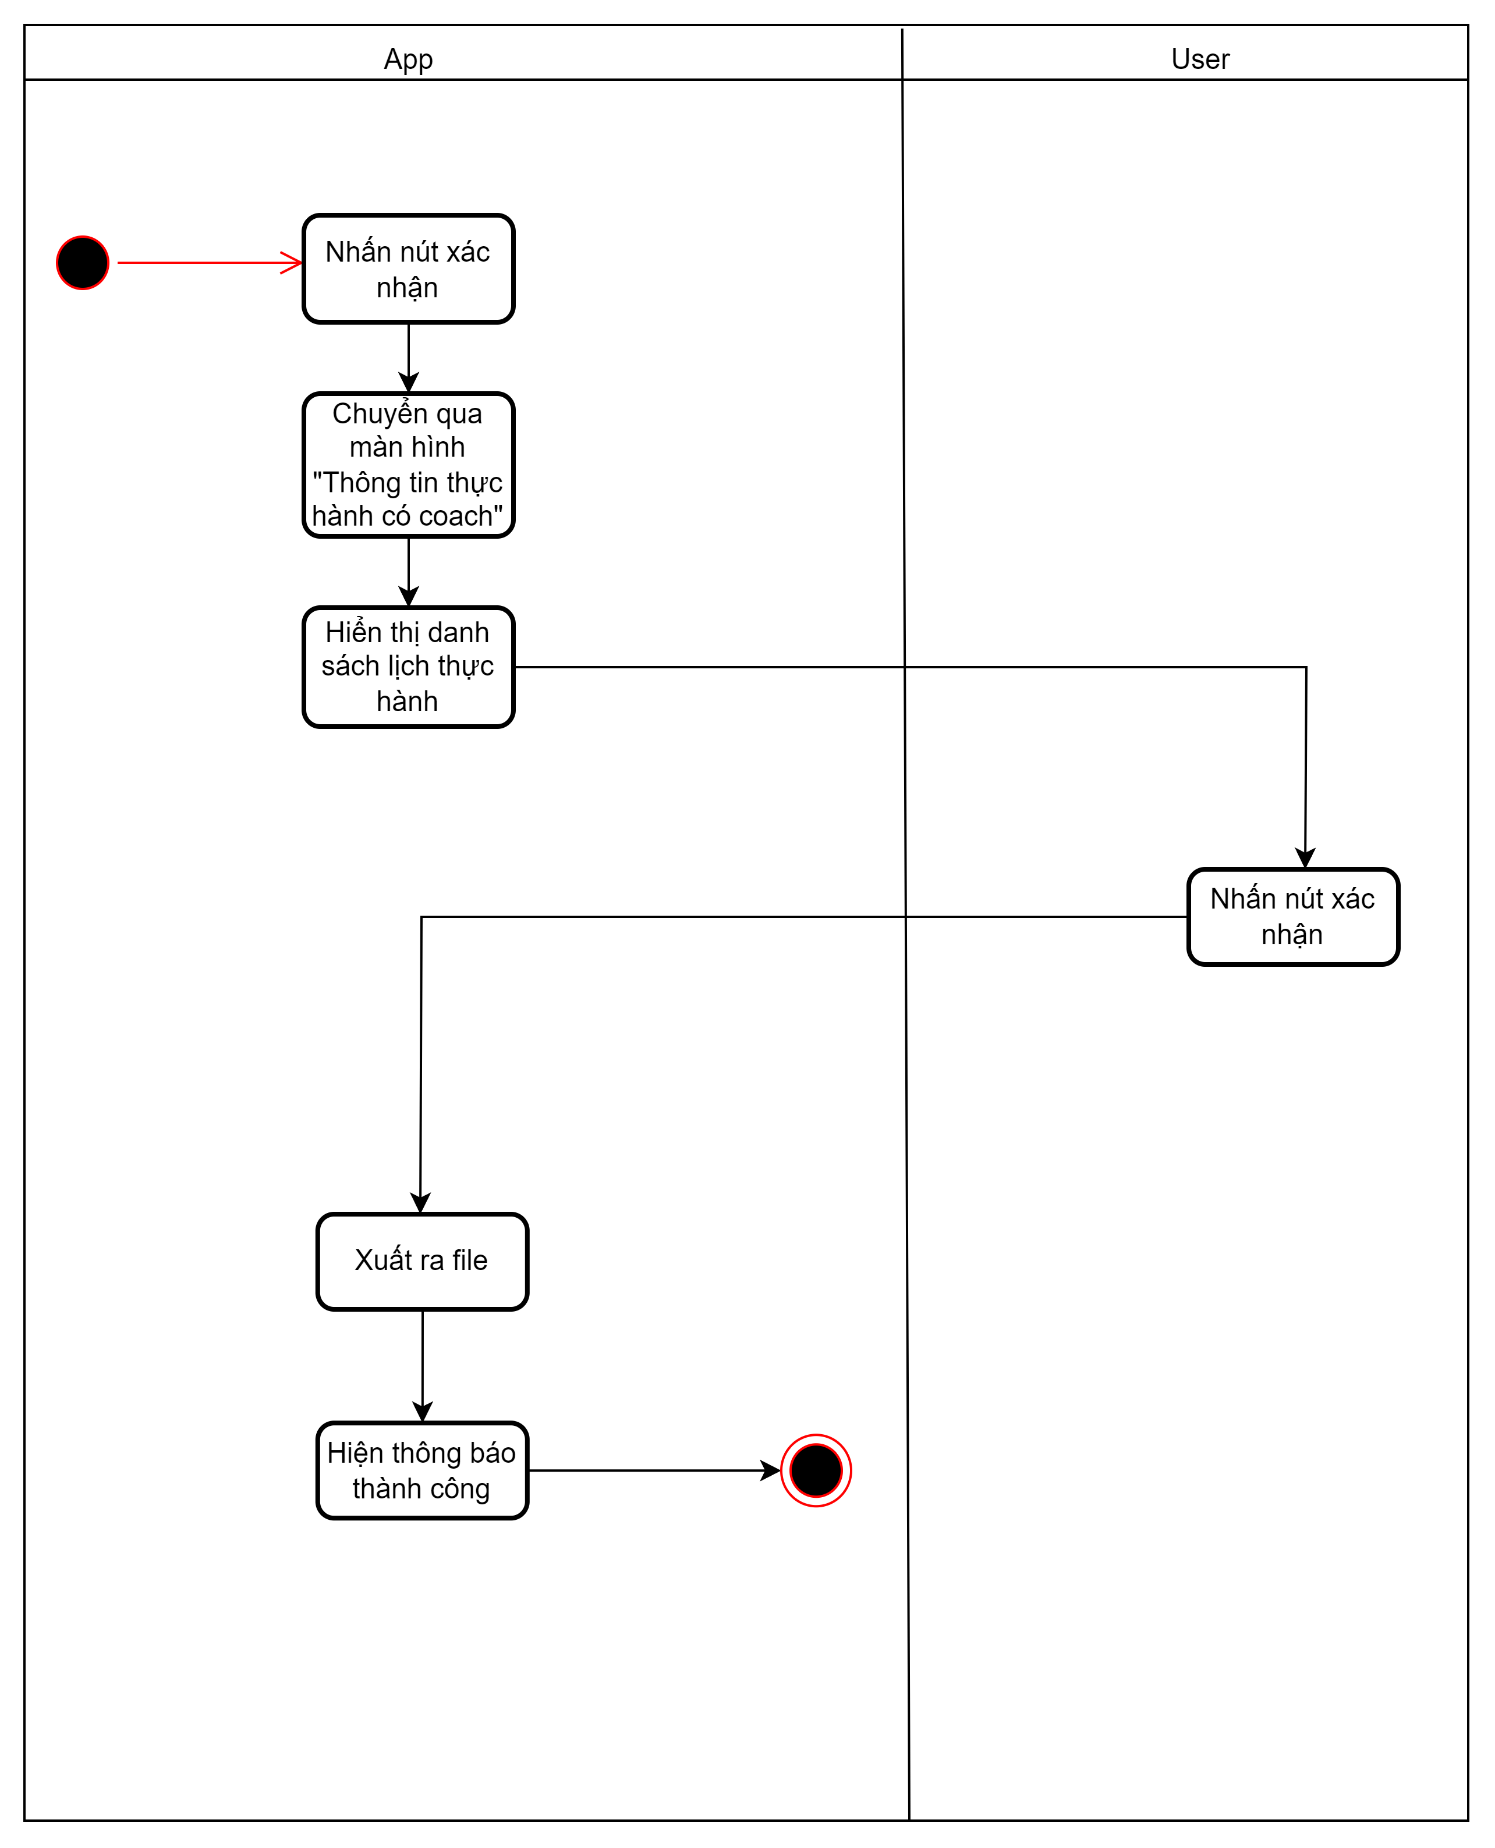 App
User
Nhấn nút xác
nhận
Chuyển qua
màn hình
"Thông tin thực
hành có coach"
Hiển thị danh
sách lịch thực
hành
Nhấn nút xác
nhận
Xuất ra file
Hiện thông báo
thành công